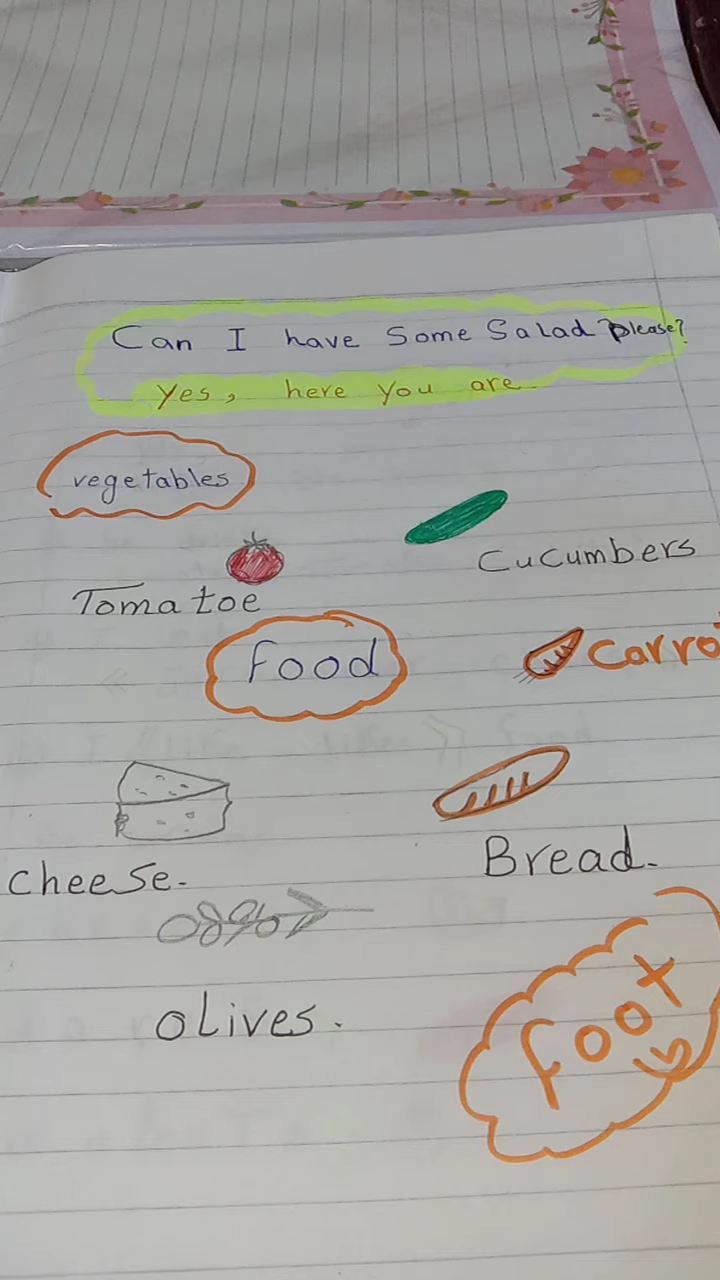 Can I have some Salad please?
yes, here you are
vegetables
Cucumbers
Tomatoe
Food
Carro
cheese.
Bread.
olives.
Foot